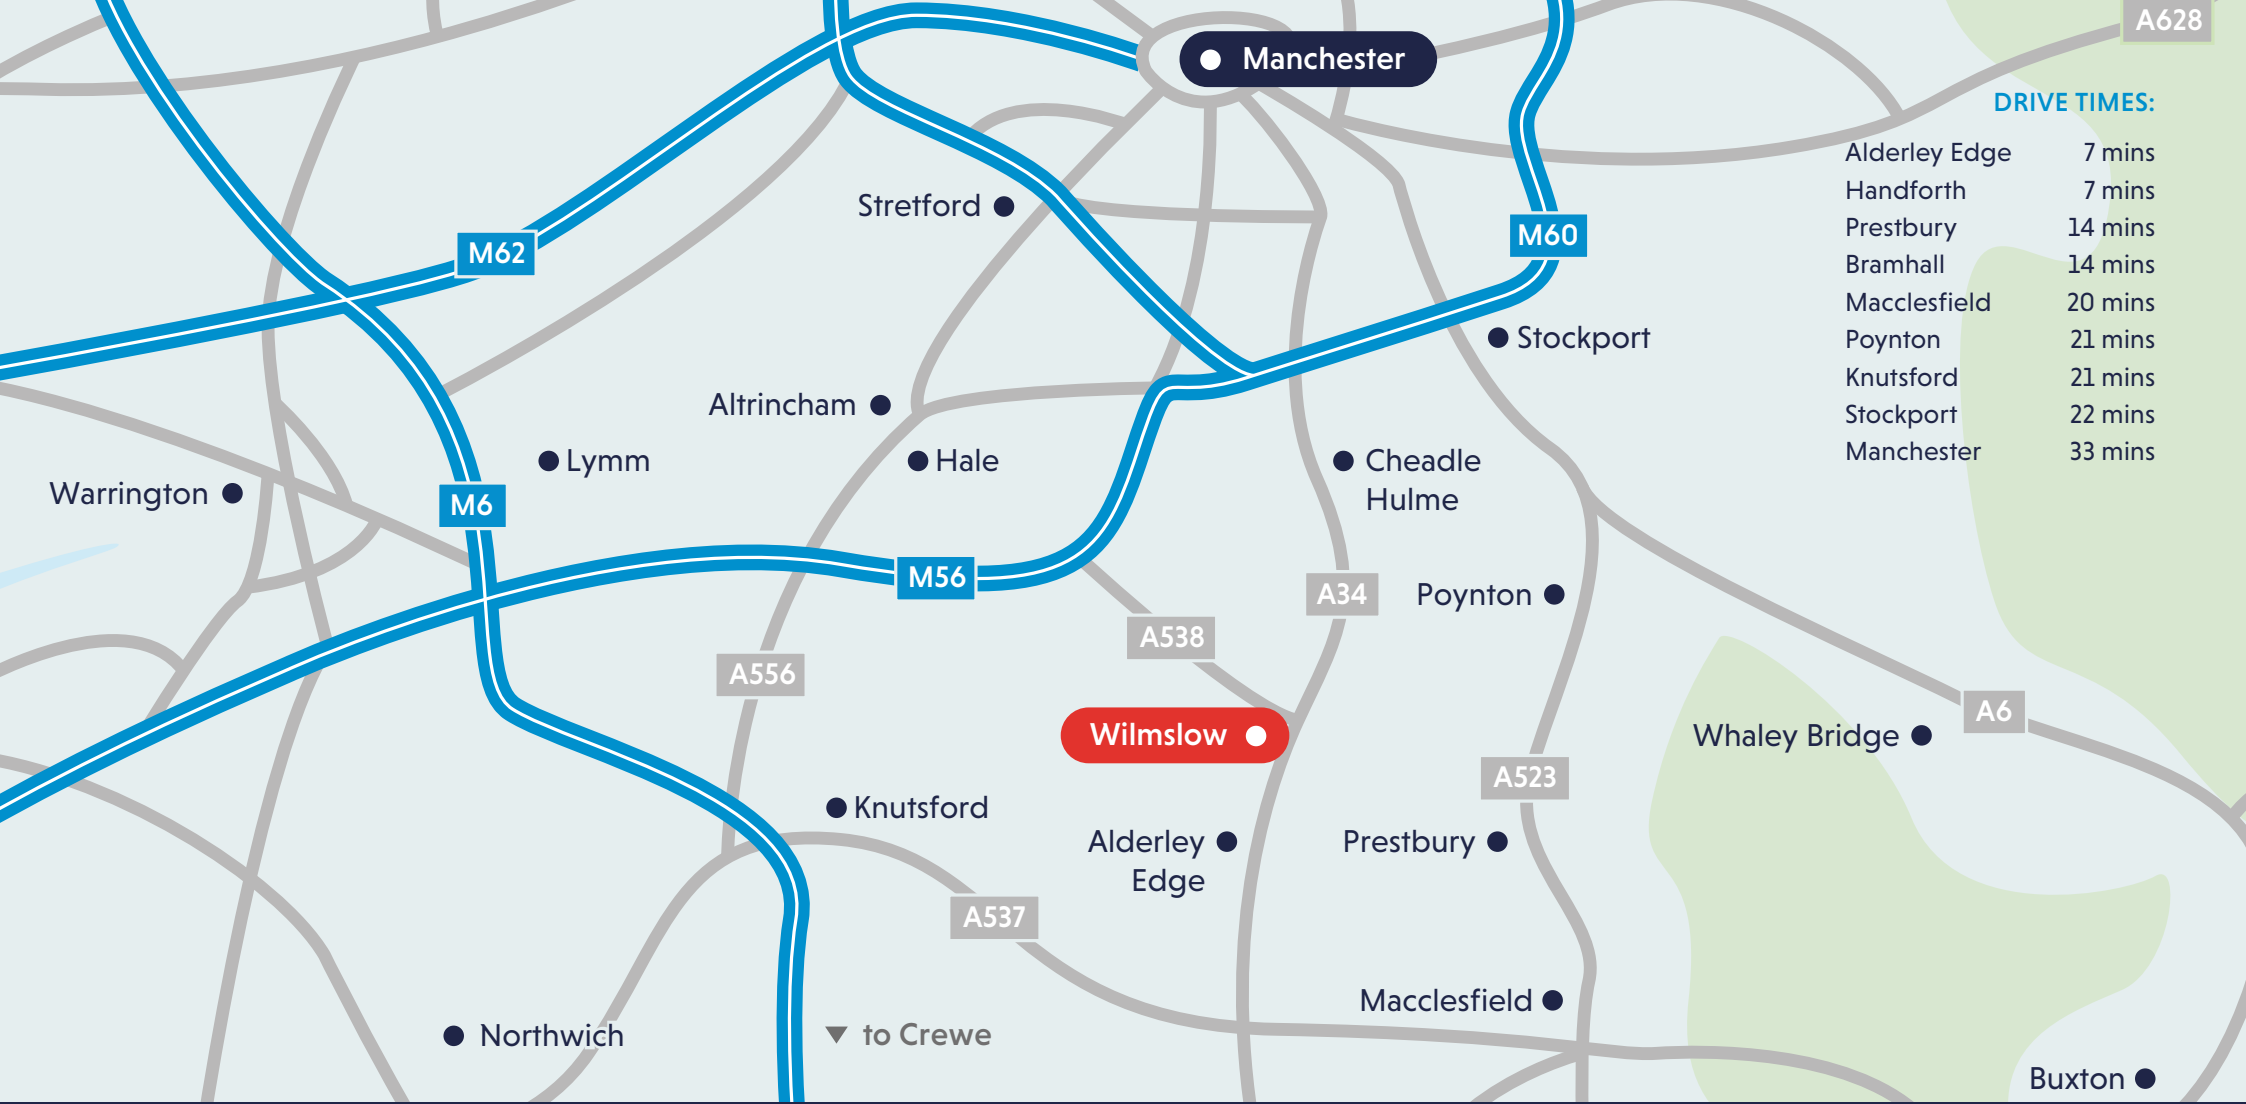 A628
Manchester
DRIVE TIMES:
Alderley Edge 7 mins
Handforth 7 mins
Prestbury 14 mins
Bramhall 14 mins
Macclesfield 20 mins
Poynton 21 mins
Knutsford 21 mins
Stockport 22 mins
Manchester 33 mins
Stretford
M60
M62
Stockport
Altrincham
Lymm
Hale
Cheadle
Hulme
Warrington
M6
M56
A34
Poynton
A538
A556
A6
Wilmslow
Whaley Bridge
A523
Knutsford
Alderley
Edge
Prestbury
A537
Macclesfield
Northwich
to Crewe
Buxton